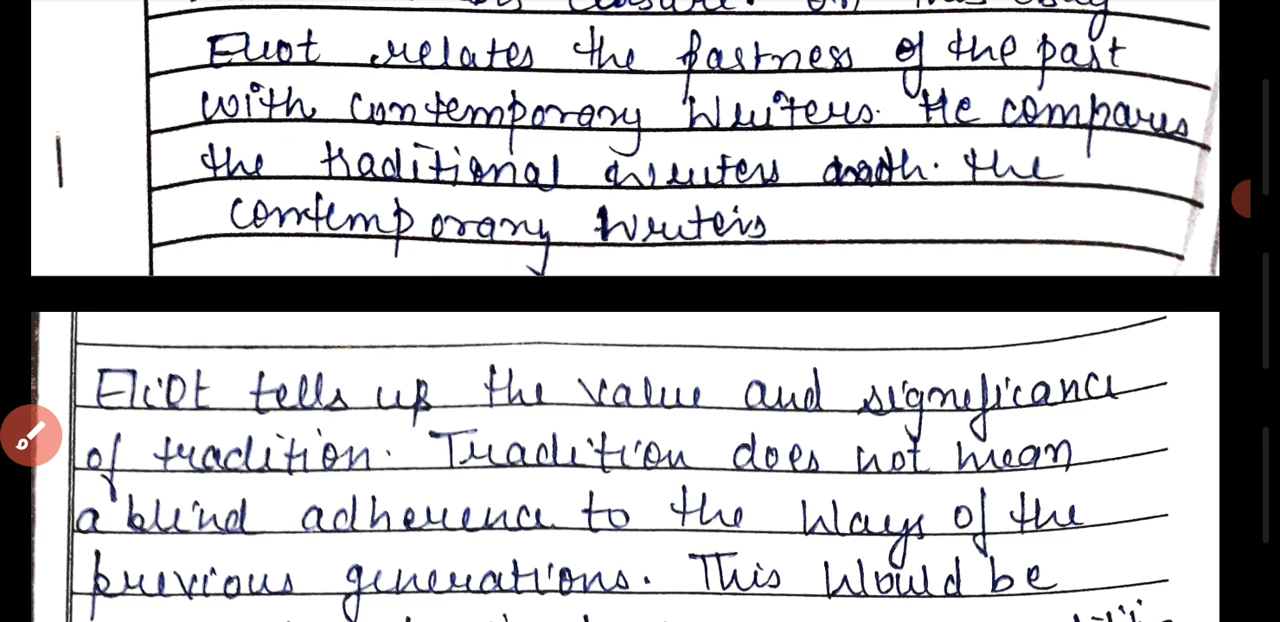 Eliot relates the pastness of the past
with contemporary writers. He compares
the traditional writers with the
contemporary writers
Eliot tells us the value and significance
of tradition. Tradition does not mean
a blind adherence to the ways of the
previous generations. This would be